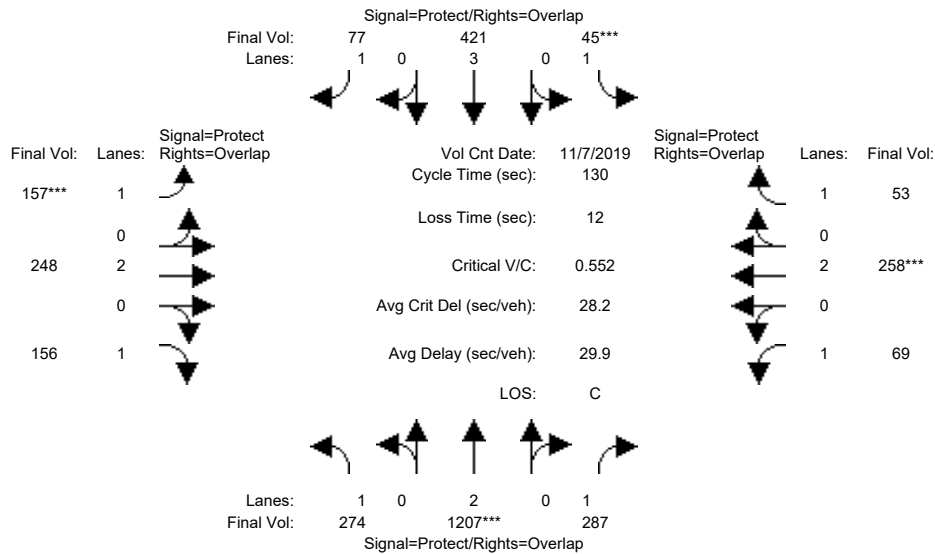 Signal=Protect/Rights=Overlap
Final Vol: 77 421 45***
Lanes: 1 0 3 0 1
Signal=Protect
Final Vol: Lanes: Rights=Overlap
Vol Cnt Date: 11/7/2019
Signal=Protect
Rights=Overlap Lanes: Final Vol:
Cycle Time (sec): 130
157*** 1
1 53
Loss Time (sec): 12
0
0
248 2
Critical V/C: 0.552
2 258***
0
Avg Crit Del (sec/veh): 28.2
0
156 1
Avg Delay (sec/veh): 29.9
1 69
LOS: C
Lanes: 1 0 2 0 1
Final Vol: 274 1207*** 287
Signal=Protect/Rights=Overlap